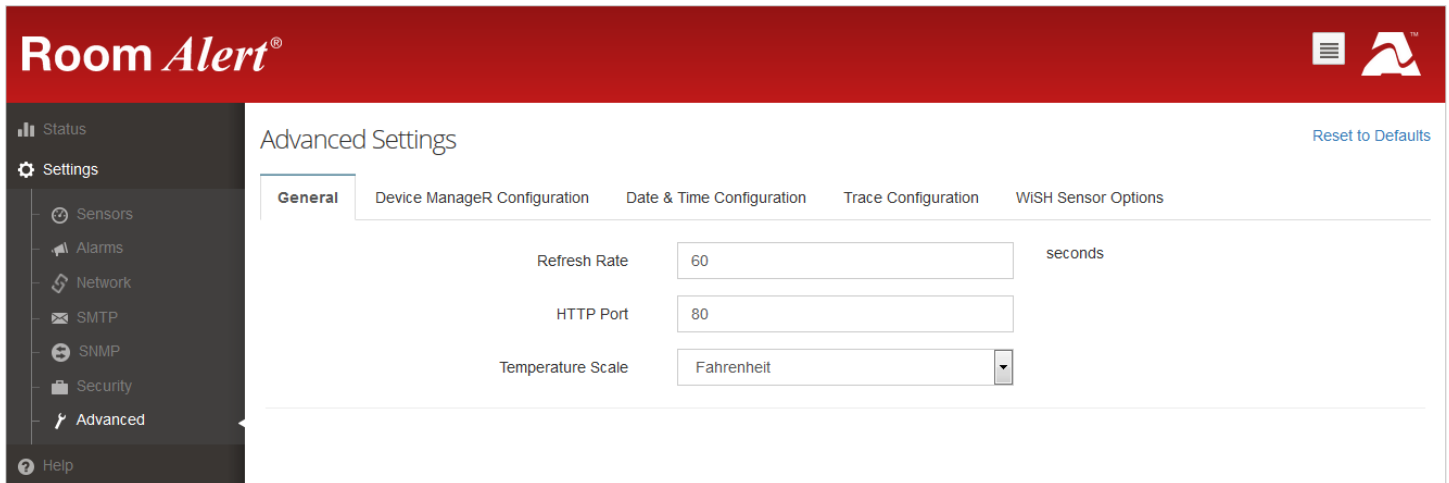 Room Alert®
TM
Status
Settings
Sensors
Alarms
Network
SMTP
SNMP
Security
Advanced
Help
Advanced Settings
Reset to Defaults
General Device ManageR Configuration Date & Time Configuration Trace Configuration WiSH Sensor Options
Refresh Rate 60 seconds
HTTP Port 80
Temperature Scale Fahrenheit